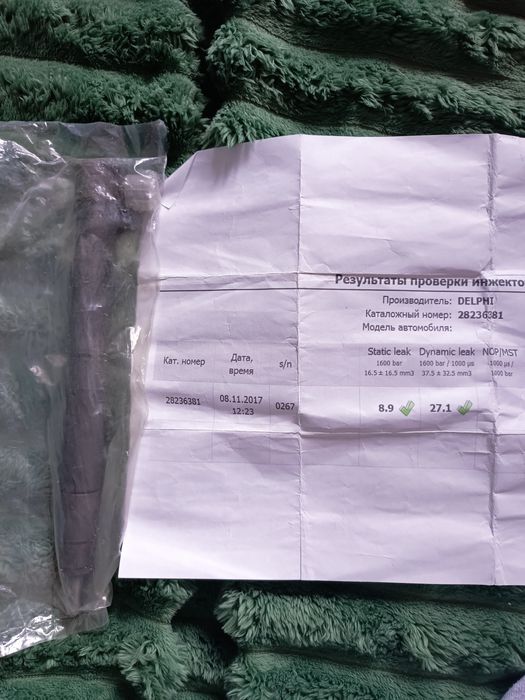 Результаты проверки инжекто
Производитель: DELPHI
Каталожный номер: 28236381
Модель автомобиля:
Кат. номер Дата, время s/n Static leak 1600 bar 16.5 ± 16.5 mm3 Dynamic leak 1600 bar / 1000 µs 37.5 ± 32.5 mm3 NOP/MST 1000 µs / 1000 bar
28236381 08.11.2017 12:23 0267 8.9 27.1